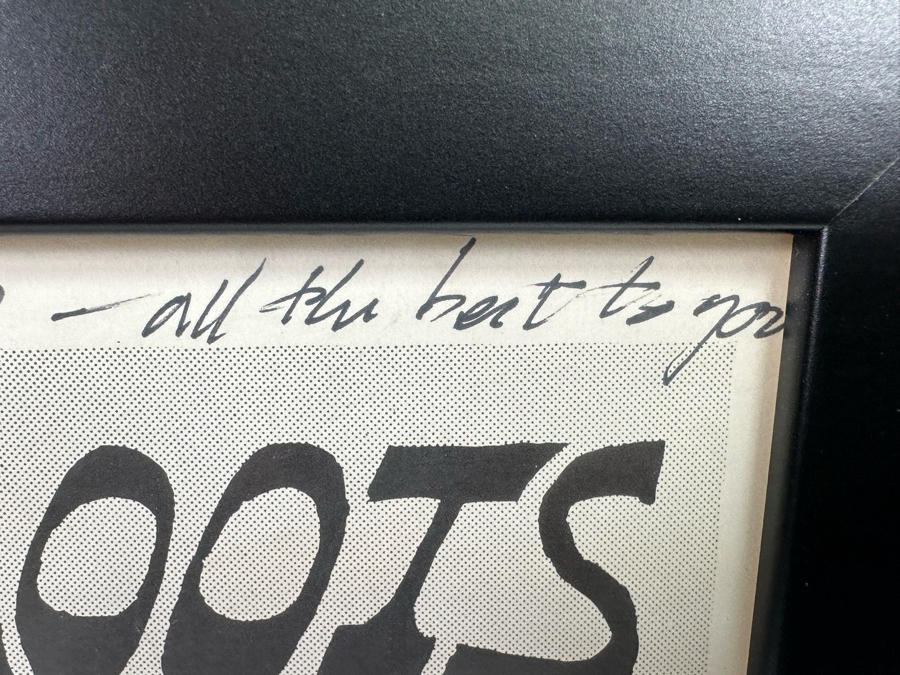 — all the best to you
OOTS